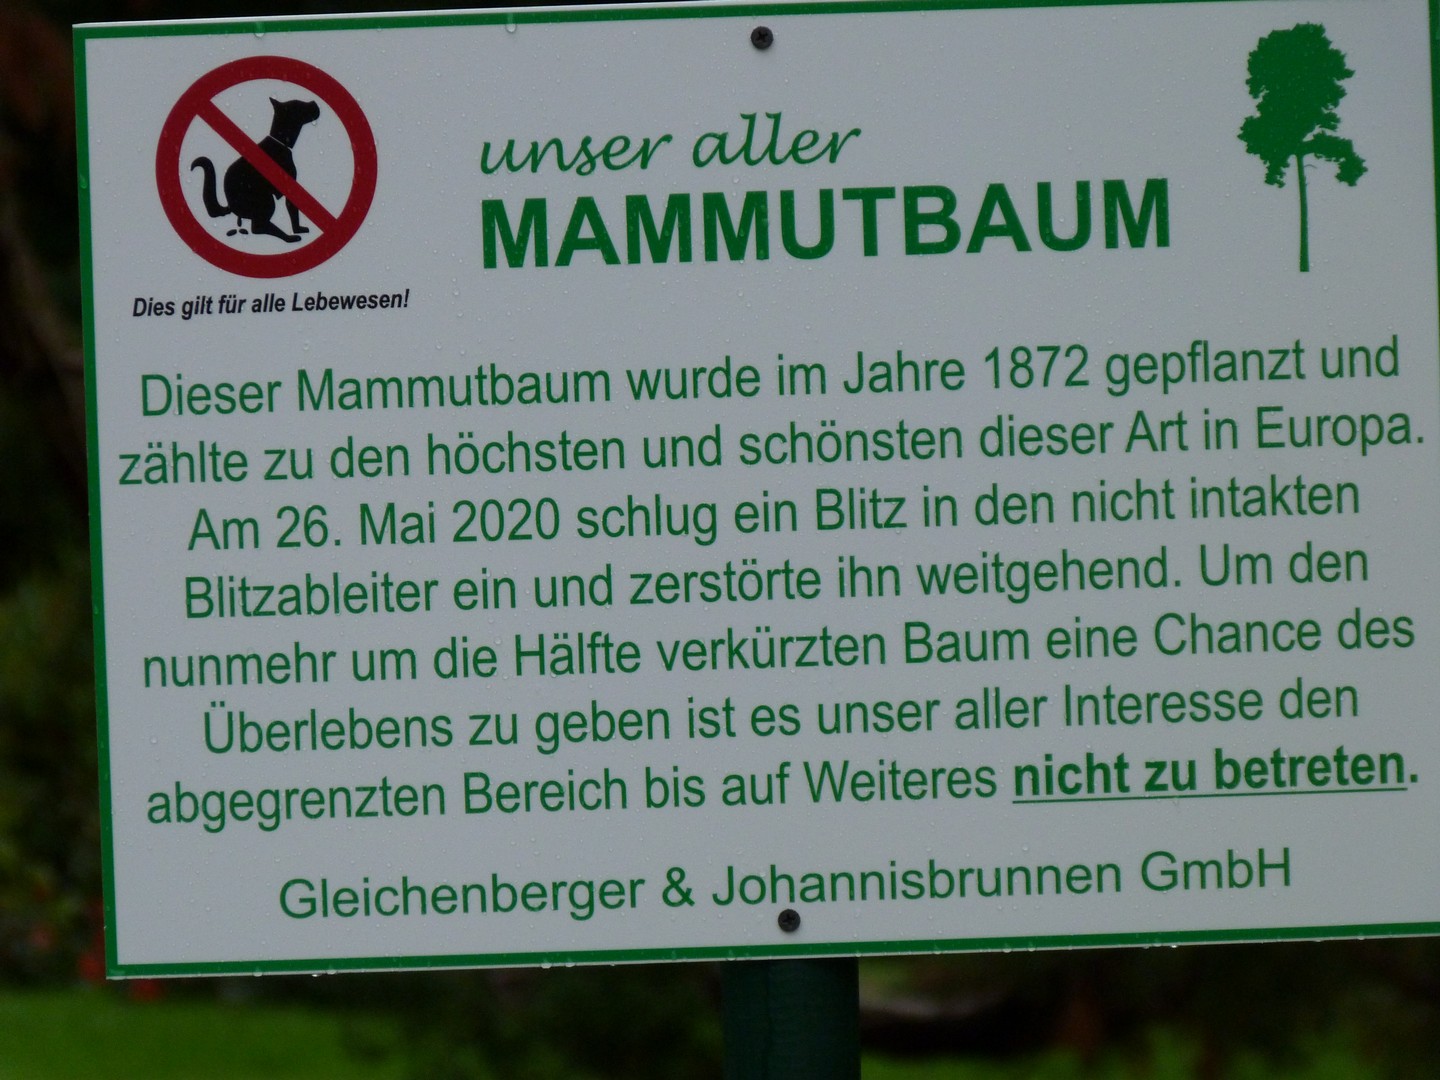 unser aller
MAMMUTBAUM
Dies gilt für alle Lebewesen!
Dieser Mammutbaum wurde im Jahre 1872 gepflanzt und
zählte zu den höchsten und schönsten dieser Art in Europa.
Am 26. Mai 2020 schlug ein Blitz in den nicht intakten
Blitzableiter ein und zerstörte ihn weitgehend. Um den
nunmehr um die Hälfte verkürzten Baum eine Chance des
Überlebens zu geben ist es unser aller Interesse den
abgegrenzten Bereich bis auf Weiteres nicht zu betreten.
Gleichenberger & Johannisbrunnen GmbH